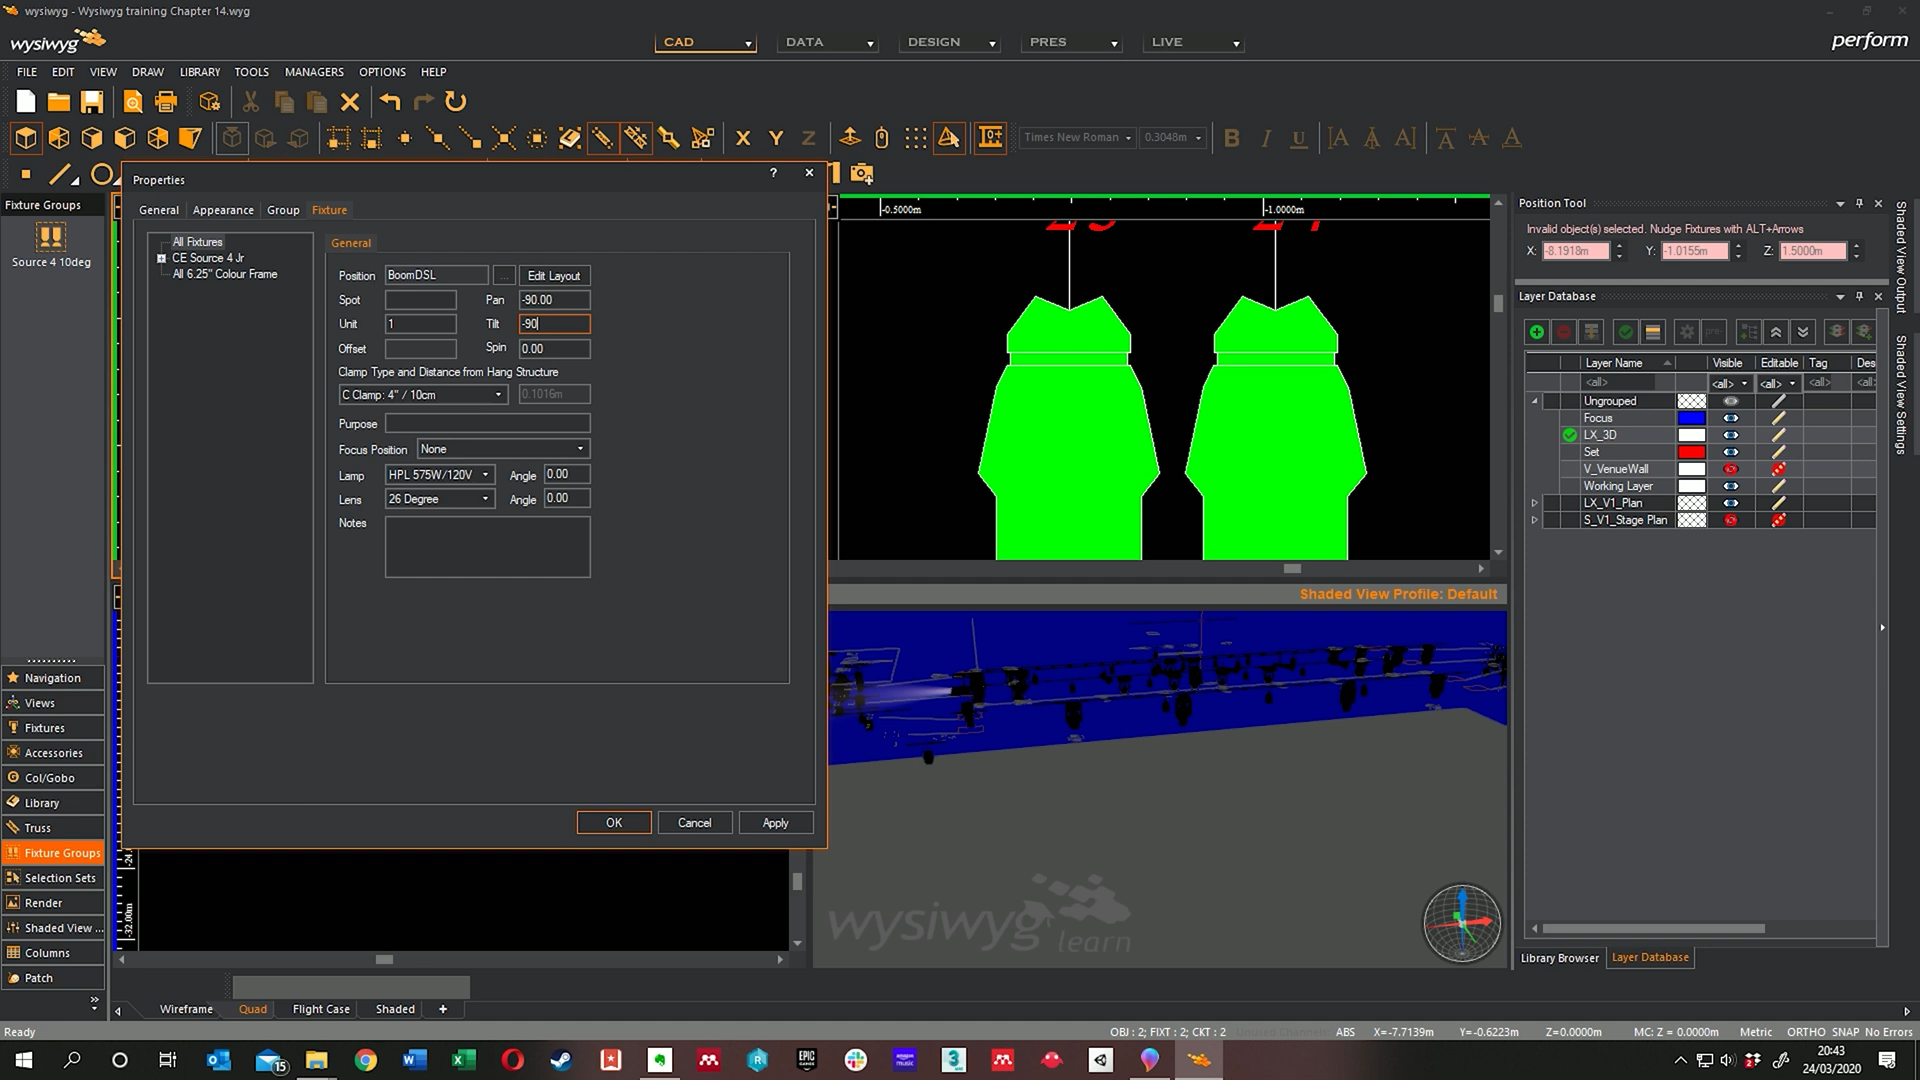 wysiwyg - Wysiwyg training Chapter 14.wyg
wysiwyg
CAD DATA DESIGN PRES LIVE
perform
FILE EDIT VIEW DRAW LIBRARY TOOLS MANAGERS OPTIONS HELP
X Y Z Times New Roman 0.3048m B I U A A A A A A
Fixture Groups
Source 4 10deg
Properties ?
General Appearance Group Fixture
All Fixtures
CE Source 4 Jr
All 6.25" Colour Frame
General
Position BoomDSL ... Edit Layout
Spot Pan -90.00
Unit 1 Tilt -90
Offset Spin 0.00
Clamp Type and Distance from Hang Structure
C Clamp: 4" / 10cm 0.1016m
Purpose
Focus Position None
Lamp HPL 575W/120V Angle 0.00
Lens 26 Degree Angle 0.00
Notes
OK Cancel Apply
-0.5000m -1.0000m
Shaded View Profile: Default
wysiwyg learn
Position Tool
Invalid object(s) selected. Nudge Fixtures with ALT+Arrows
X: -8.1918m Y: -1.0155m Z: 1.5000m
Layer Database
pre-
Layer Name Visible Editable Tag Des
<all> <all> <all> <all> <all>
Ungrouped
Focus
LX_3D
Set
V_VenueWall
Working Layer
LX_V1_Plan
S_V1_Stage Plan
Library Browser Layer Database
Shaded View Output
Shaded View Settings
Navigation
Views
Fixtures
Accessories
Col/Gobo
Library
Truss
Fixture Groups
Selection Sets
Render
Shaded View ...
Columns
Patch
-32.00m
Wireframe Quad Flight Case Shaded +
Ready
OBJ : 2; FIXT : 2; CKT : 2 Unused Channels ABS X=-7.7139m Y=-0.6223m Z=0.0000m MC: Z = 0.0000m Metric ORTHO SNAP No Errors
15
20:43
24/03/2020